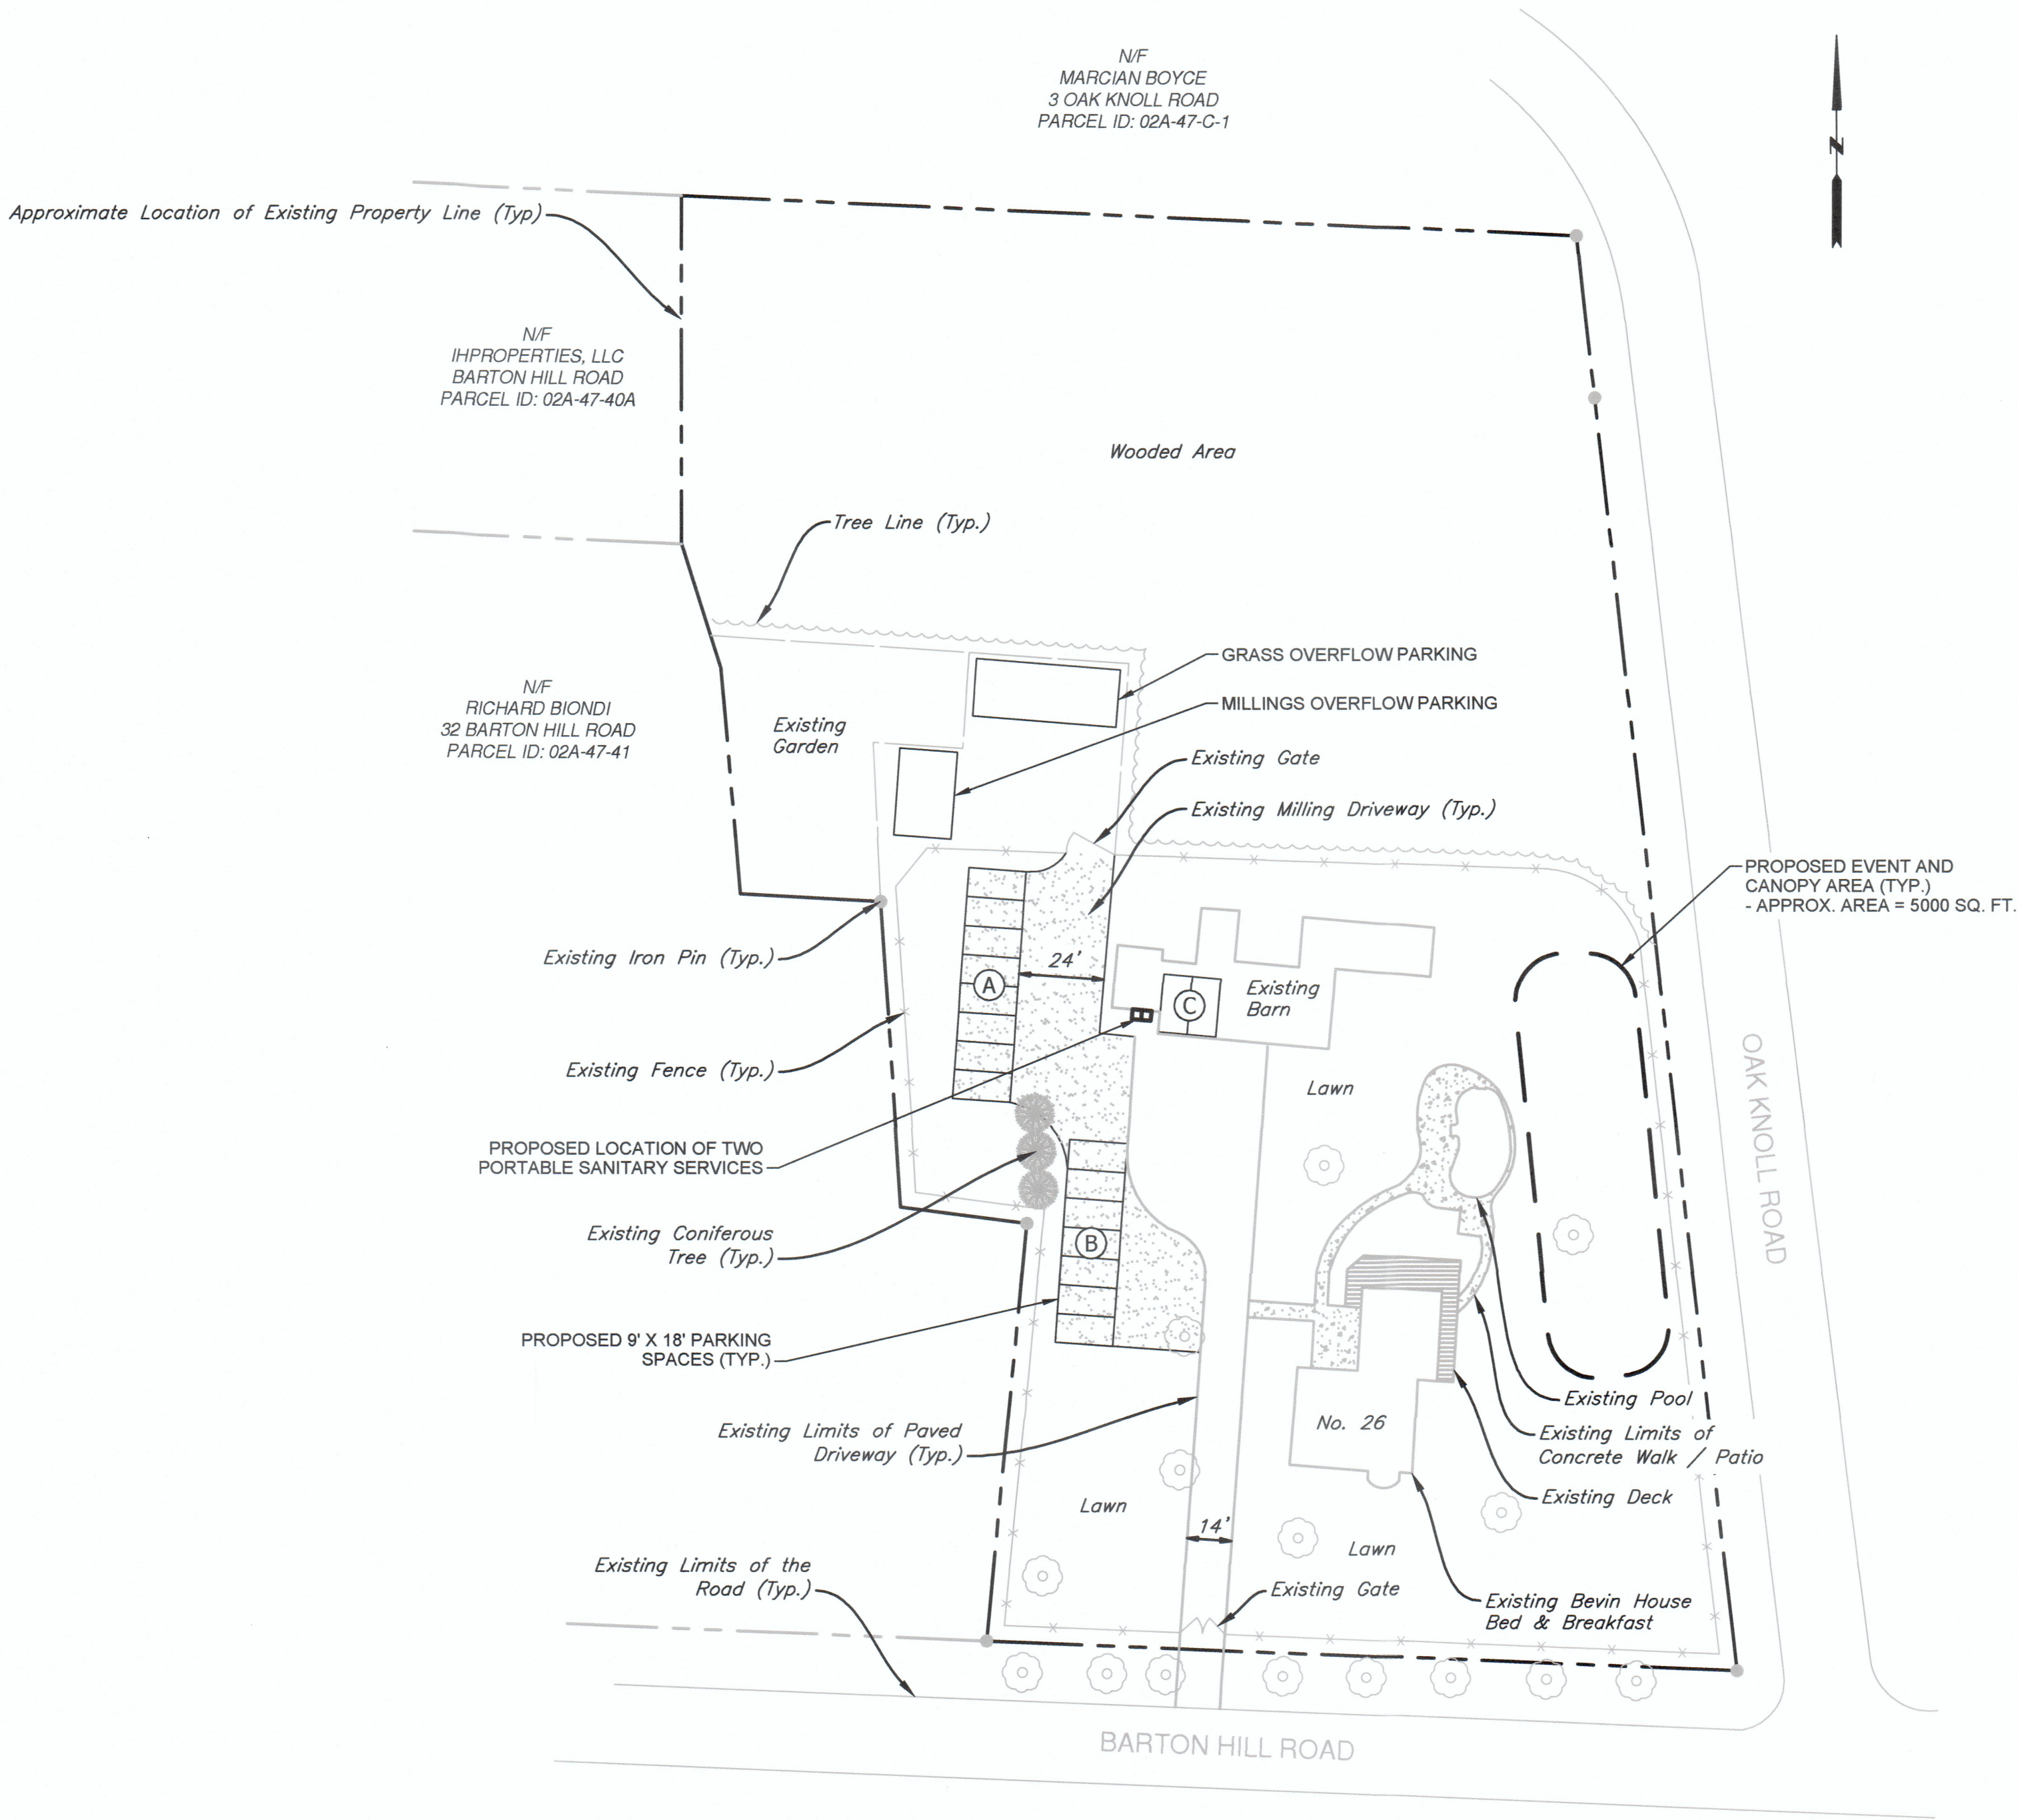 N/F
MARCIAN BOYCE
3 OAK KNOLL ROAD
PARCEL ID: 02A-47-C-1
N
Approximate Location of Existing Property Line (Typ)
N/F
IHPROPERTIES, LLC
BARTON HILL ROAD
PARCEL ID: 02A-47-40A
Wooded Area
Tree Line (Typ.)
GRASS OVERFLOW PARKING
N/F
RICHARD BIONDI
32 BARTON HILL ROAD
PARCEL ID: 02A-47-41
MILLINGS OVERFLOW PARKING
Existing
Garden
Existing Gate
Existing Milling Driveway (Typ.)
PROPOSED EVENT AND
CANOPY AREA (TYP.)
- APPROX. AREA = 5000 SQ. FT.
Existing Iron Pin (Typ.)
24'
A
C
Existing
Barn
Existing Fence (Typ.)
Lawn
OAK KNOLL ROAD
PROPOSED LOCATION OF TWO
PORTABLE SANITARY SERVICES
Existing Coniferous
Tree (Typ.)
B
PROPOSED 9' X 18' PARKING
SPACES (TYP.)
Existing Pool
Existing Limits of Paved
Driveway (Typ.)
No. 26
Existing Limits of
Concrete Walk / Patio
Existing Deck
Lawn
14'
Lawn
Existing Limits of the
Road (Typ.)
Existing Gate
Existing Bevin House
Bed & Breakfast
BARTON HILL ROAD